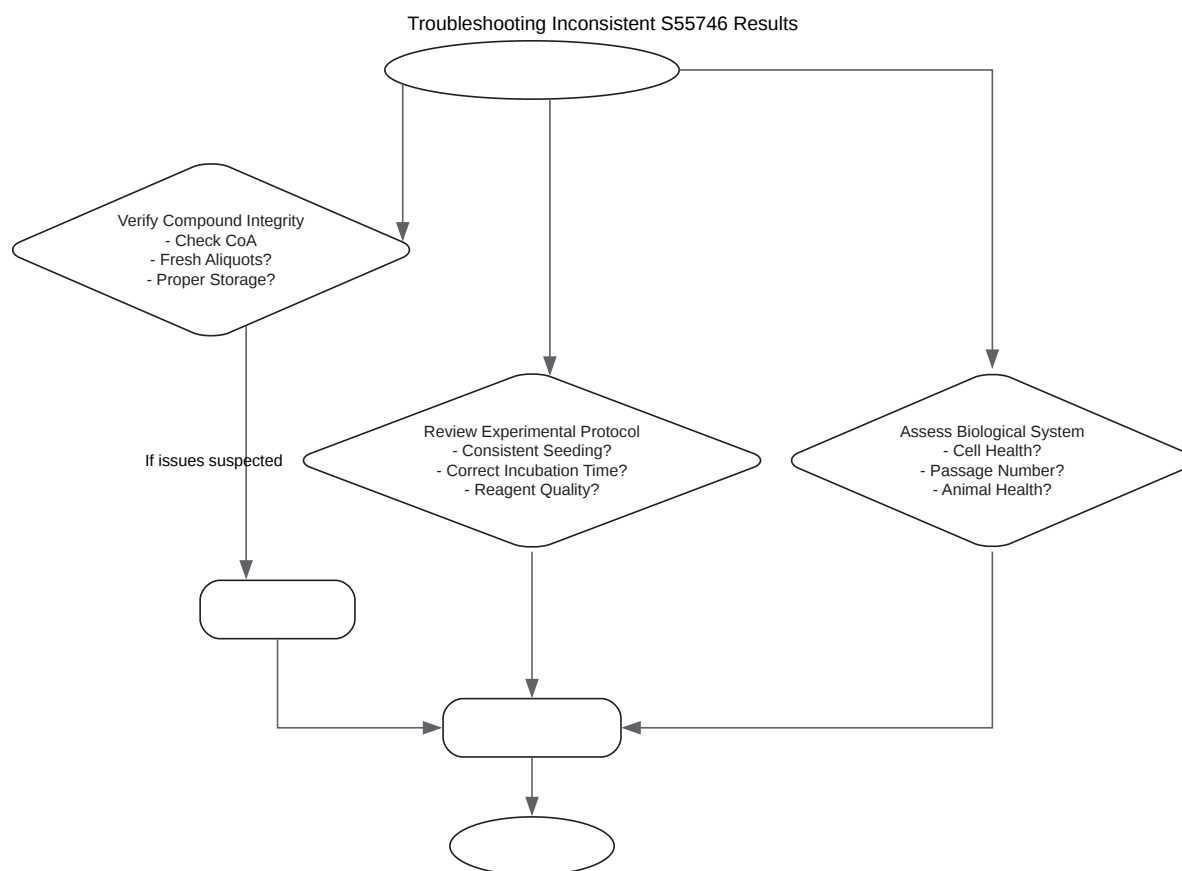 Troubleshooting Inconsistent S55746 Results
Verify Compound Integrity
- Check CoA
- Fresh Aliquots?
- Proper Storage?
Review Experimental Protocol
- Consistent Seeding?
- Correct Incubation Time?
- Reagent Quality?
Assess Biological System
- Cell Health?
- Passage Number?
- Animal Health?
If issues suspected